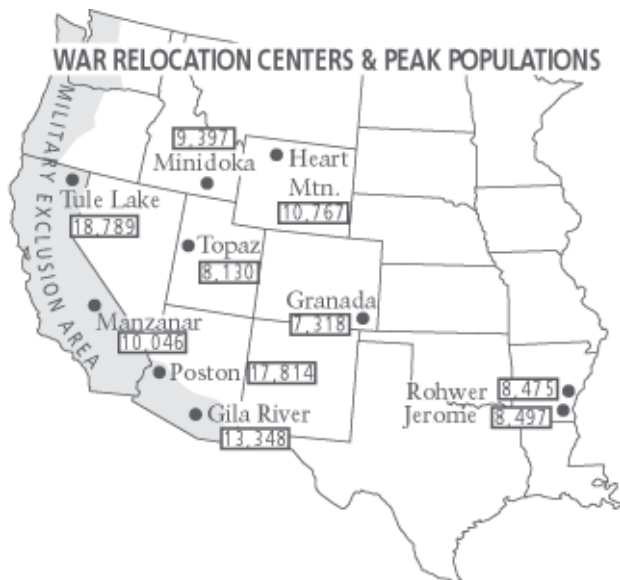 WAR RELOCATION CENTERS & PEAK POPULATIONS
MILITARY EXCLUSION AREA
9,397
Minidoka
Heart
Mtn.
10,767
Tule Lake
18,789
Topaz
8,130
Granada
7,318
Manzanar
10,046
Poston 17,814
Rohwer 8,475
Jerome 8,497
Gila River
13,348